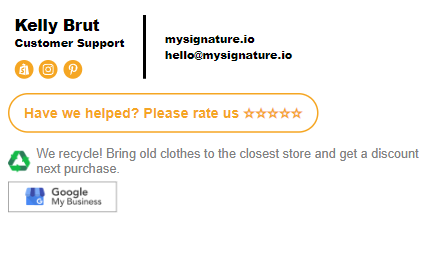 Kelly Brut
Customer Support
mysignature.io
hello@mysignature.io
Have we helped? Please rate us ☆☆☆☆☆
We recycle! Bring old clothes to the closest store and get a discount
next purchase.
Google
My Business